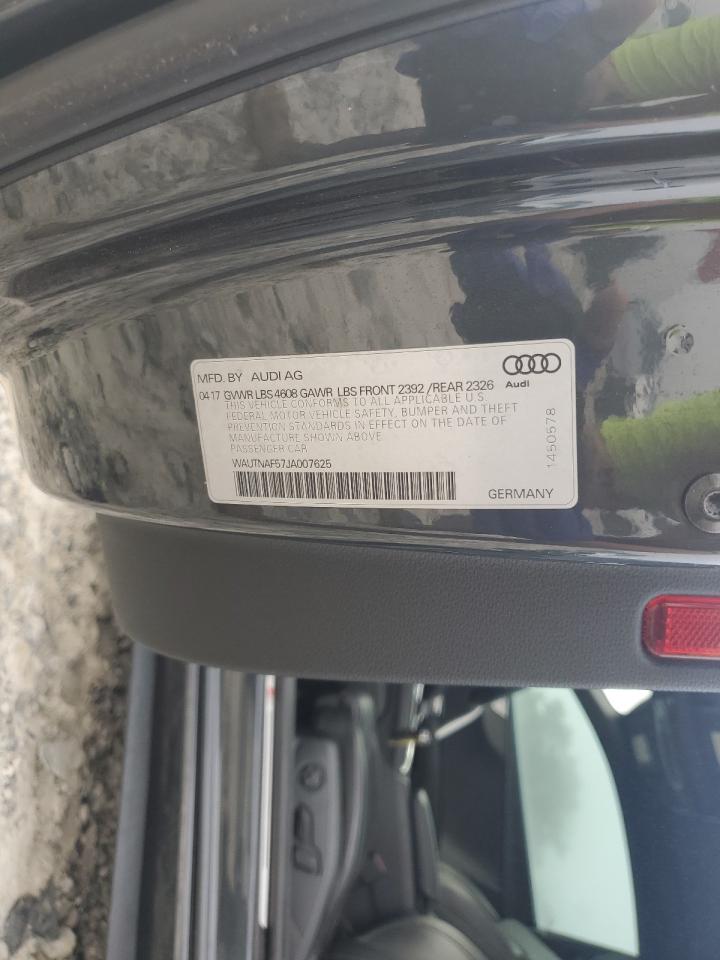 MFD. BY AUDI AG
Audi
04 17 GVWR LBS 4608 GAWR LBS FRONT 2392 /REAR 2326
THIS VEHICLE CONFORMS TO ALL APPLICABLE U.S.
FEDERAL MOTOR VEHICLE SAFETY, BUMPER AND THEFT
PREVENTION STANDARDS IN EFFECT ON THE DATE OF
MANUFACTURE SHOWN ABOVE.
PASSENGER CAR
WAUTNAF57JA007625
GERMANY
1450578